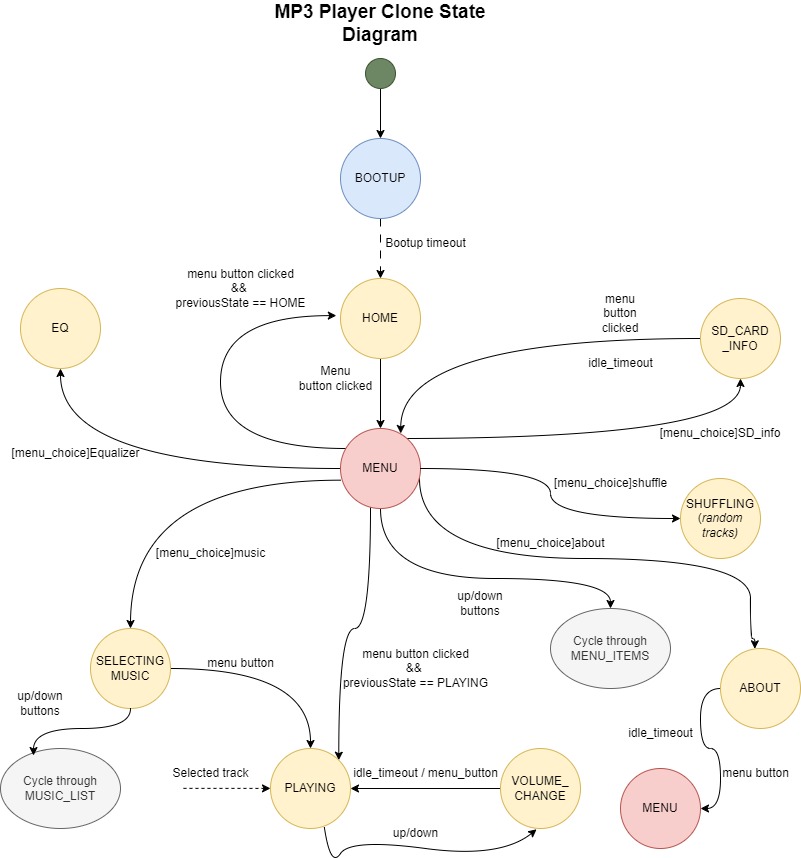 MP3 Player Clone State
Diagram
BOOTUP
Bootup timeout
menu button clicked
&&
previousState == HOME
HOME
menu
button
clicked
SD_CARD
_INFO
EQ
idle_timeout
Menu
button clicked
[menu_choice]SD_info
[menu_choice]Equalizer
MENU
[menu_choice]shuffle
SHUFFLING
(random
tracks)
[menu_choice]about
[menu_choice]music
up/down
buttons
Cycle through
MENU_ITEMS
menu button clicked
&&
previousState == PLAYING
SELECTING
MUSIC
menu button
ABOUT
up/down
buttons
idle_timeout
Cycle through
MUSIC_LIST
Selected track
PLAYING
idle_timeout / menu_button
VOLUME_
CHANGE
menu button
MENU
up/down